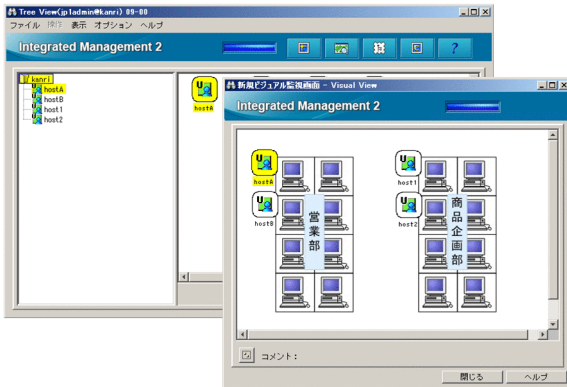 Tree View(jp1admin@kanri) 09-00
ファイル 操作 表示 オプション ヘルプ
Integrated Management 2
?
kanri
hostA
hostB
host1
host2
hostA
新規ビジュアル監視画面 - Visual View
Integrated Management 2
hostA
hostB
営業部
host1
host2
商品企画部
コメント：
閉じる
ヘルプ